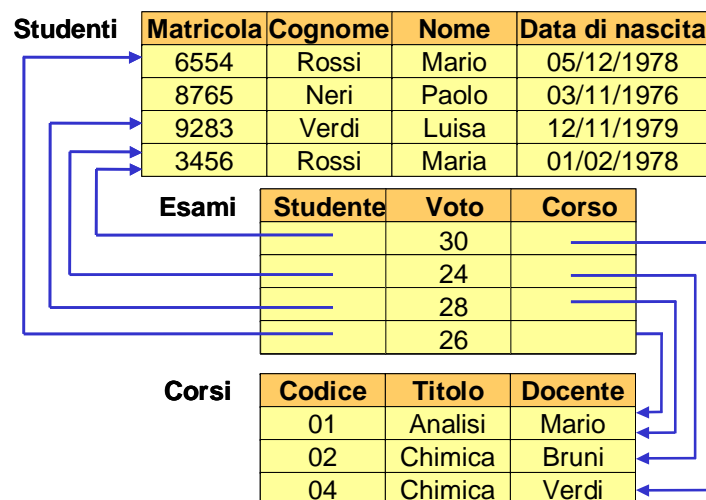 Studenti Matricola Cognome Nome Data di nascita
6554 Rossi Mario 05/12/1978
8765 Neri Paolo 03/11/1976
9283 Verdi Luisa 12/11/1979
3456 Rossi Maria 01/02/1978
Esami Studente Voto Corso
30
24
28
26
Corsi Codice Titolo Docente
01 Analisi Mario
02 Chimica Bruni
04 Chimica Verdi